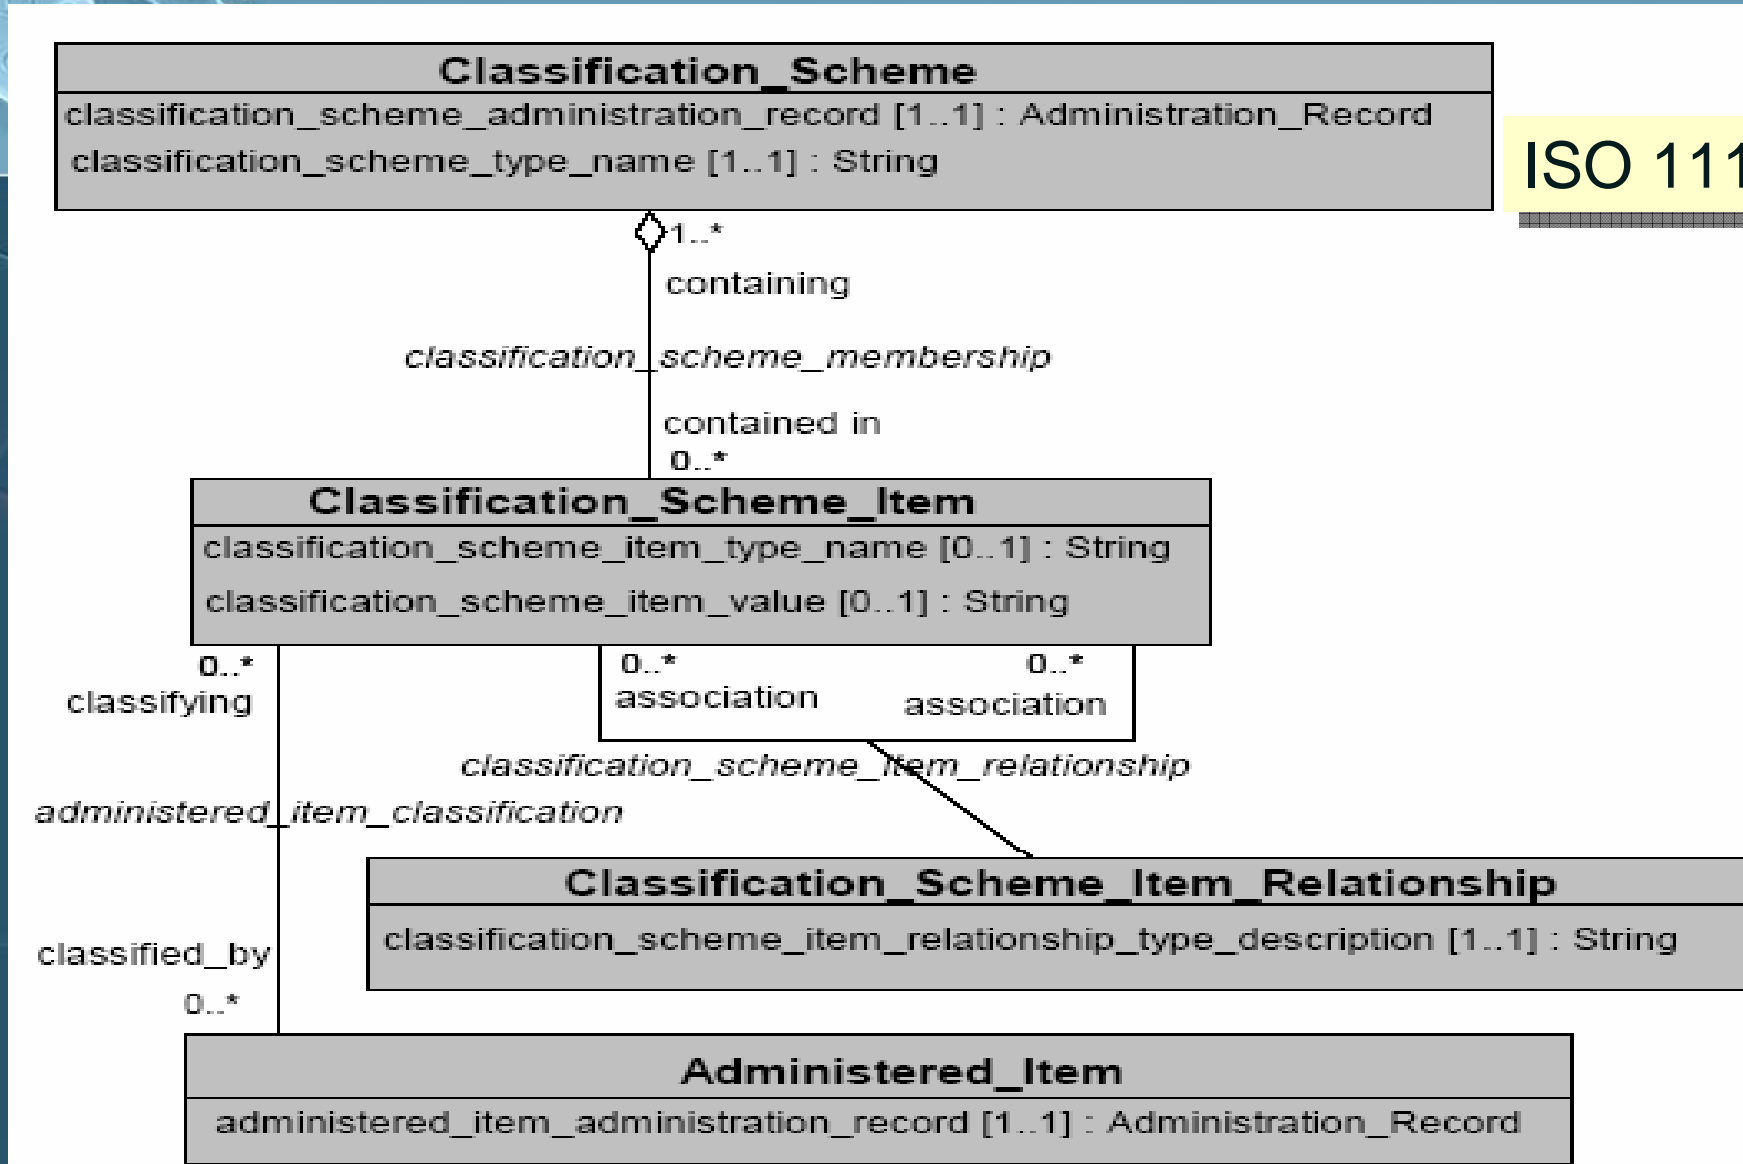 Classification_Scheme
classification_scheme_administration_record [1..1] : Administration_Record
classification_scheme_type_name [1..1] : String
ISO 111
1..*
containing
classification_scheme_membership
contained in
0..*
Classification_Scheme_Item
classification_scheme_item_type_name [0..1] : String
classification_scheme_item_value [0..1] : String
0..*
0..*
0..*
classifying
association
association
classification_scheme_item_relationship
administered_item_classification
Classification_Scheme_Item_Relationship
classification_scheme_item_relationship_type_description [1..1] : String
classified_by
0..*
Administered_Item
administered_item_administration_record [1..1] : Administration_Record